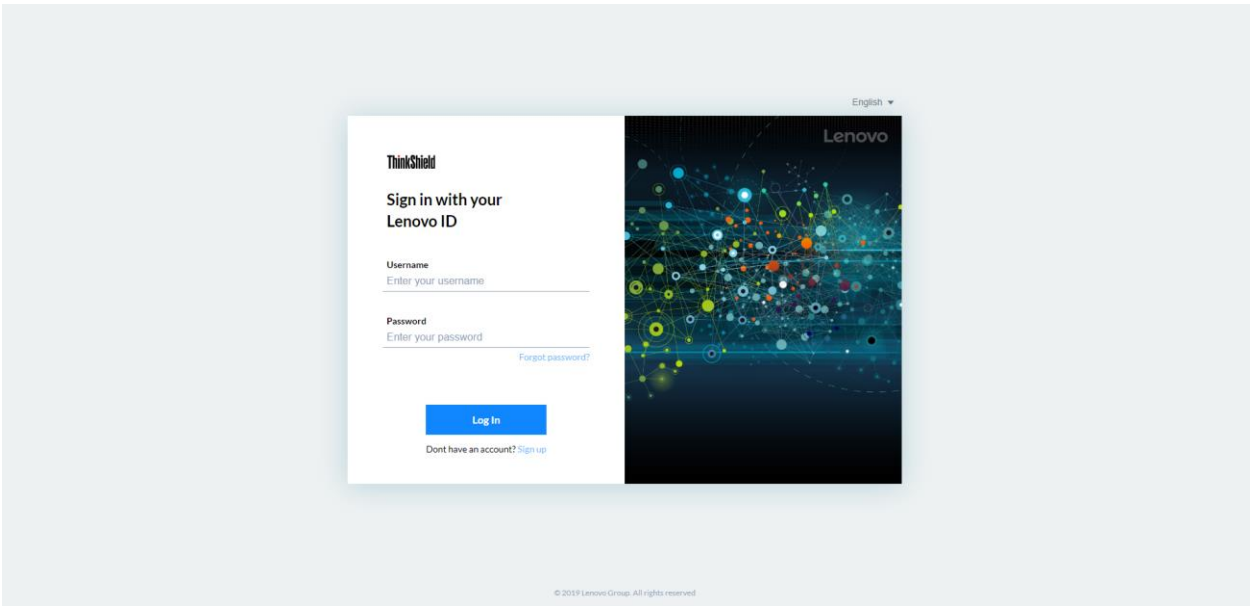 English
Lenovo
ThinkShield
Sign in with your
Lenovo ID
Username
Enter your username
Password
Enter your password
Forgot password?
Log In
Dont have an account? Sign up
© 2019 Lenovo Group. All rights reserved